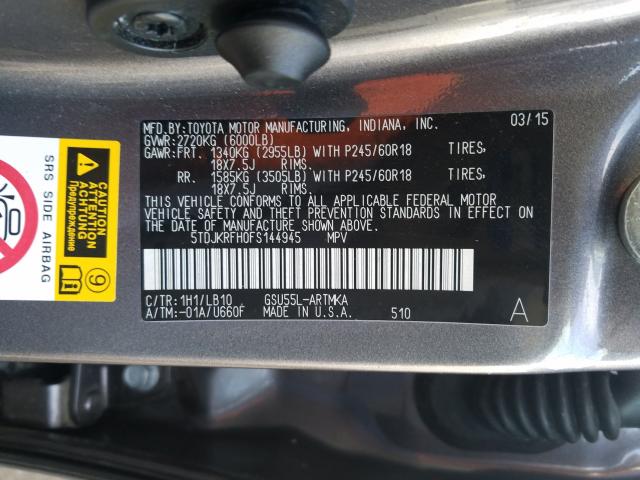 MFD.BY:TOYOTA MOTOR MANUFACTURING, INDIANA, INC. 03/15
GVWR:2720KG (6000LB)
GAWR:FRT. 1340KG (2955LB) WITH P245/60R18 TIRES,
18X7.5J RIMS.
RR. 1585KG (3505LB) WITH P245/60R18 TIRES,
18X7.5J RIMS.
THIS VEHICLE CONFORMS TO ALL APPLICABLE FEDERAL MOTOR
VEHICLE SAFETY AND THEFT PREVENTION STANDARDS IN EFFECT
ON THE DATE OF MANUFACTURE SHOWN ABOVE.
5TDJKRFH0FS144945 MPV
C/TR:1H1/LB10 GSU55L-ARTMKA
A/TM:-01A/U660F MADE IN U.S.A. 510 A
SRS SIDE AIRBAG
CAUTION
ACHTUNG
ATTENTION
9